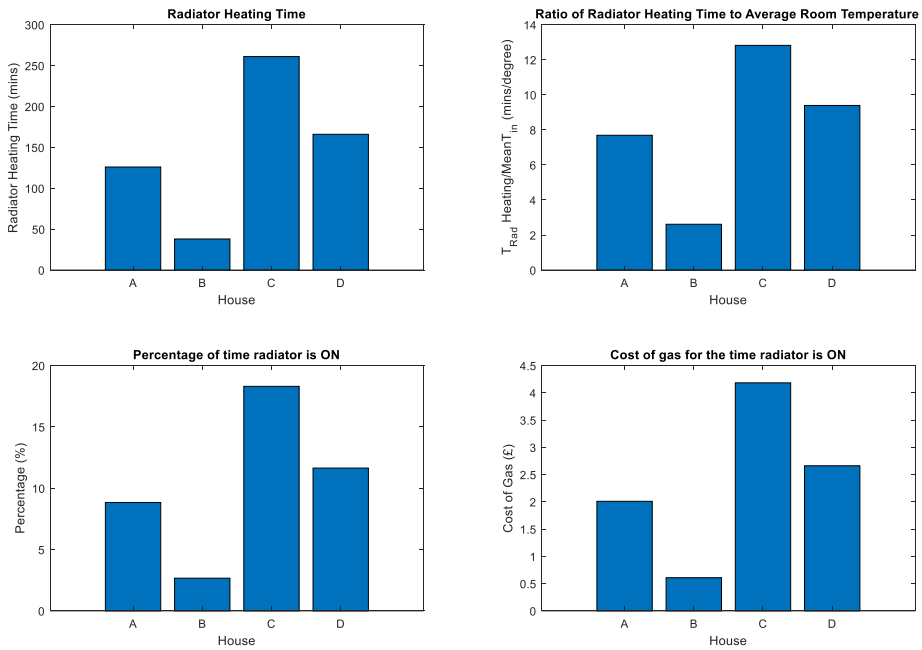 Radiator Heating Time
Radiator Heating Time (mins)
300
250
200
150
100
50
0
A B C D
House
Ratio of Radiator Heating Time to Average Room Temperature
T_Rad Heating/MeanT_in (mins/degree)
14
12
10
8
6
4
2
0
A B C D
House
Percentage of time radiator is ON
Percentage (%)
20
15
10
5
0
A B C D
House
Cost of gas for the time radiator is ON
Cost of Gas (£)
4.5
4
3.5
3
2.5
2
1.5
1
0.5
0
A B C D
House